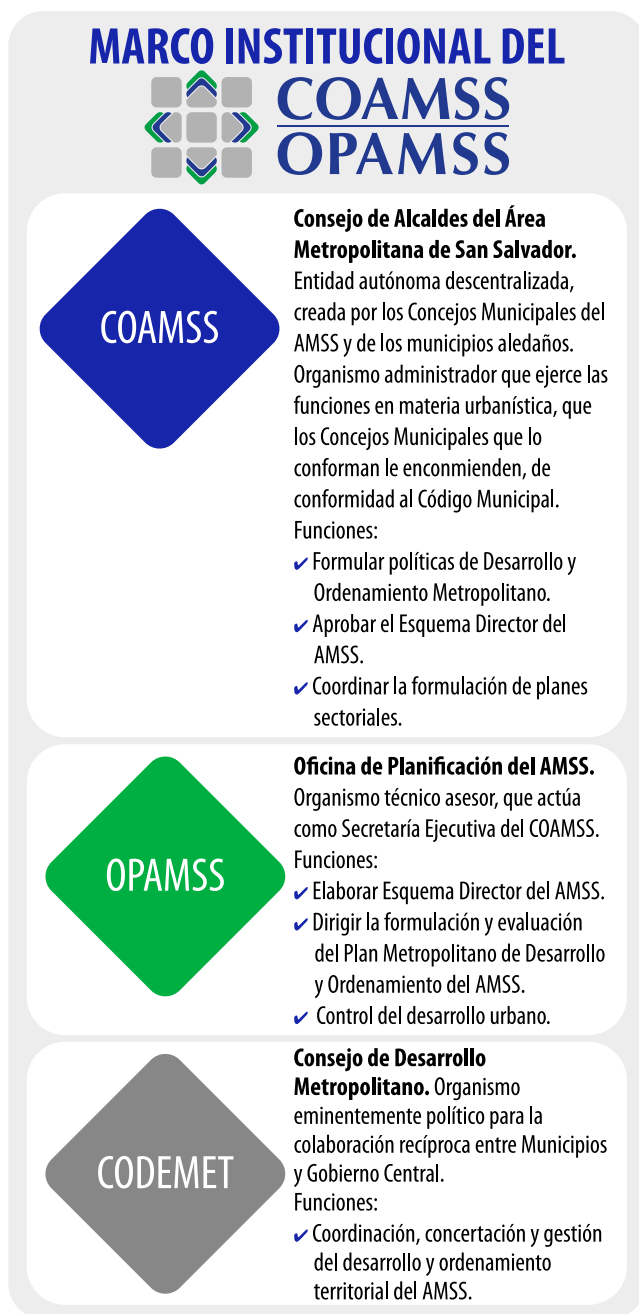 MARCO INSTITUCIONAL DEL
COAMSS
OPAMSS
COAMSS
Consejo de Alcaldes del Área
Metropolitana de San Salvador.
Entidad autónoma descentralizada,
creada por los Concejos Municipales del
AMSS y de los municipios aledaños.
Organismo administrador que ejerce las
funciones en materia urbanística, que
los Concejos Municipales que lo
conforman le enconmienden, de
conformidad al Código Municipal.
Funciones:
✔ Formular políticas de Desarrollo y
Ordenamiento Metropolitano.
✔ Aprobar el Esquema Director del
AMSS.
✔ Coordinar la formulación de planes
sectoriales.
OPAMSS
Oficina de Planificación del AMSS.
Organismo técnico asesor, que actúa
como Secretaría Ejecutiva del COAMSS.
Funciones:
✔ Elaborar Esquema Director del AMSS.
✔ Dirigir la formulación y evaluación
del Plan Metropolitano de Desarrollo
y Ordenamiento del AMSS.
✔ Control del desarrollo urbano.
CODEMET
Consejo de Desarrollo
Metropolitano. Organismo
eminentemente político para la
colaboración recíproca entre Municipios
y Gobierno Central.
Funciones:
✔ Coordinación, concertación y gestión
del desarrollo y ordenamiento
territorial del AMSS.